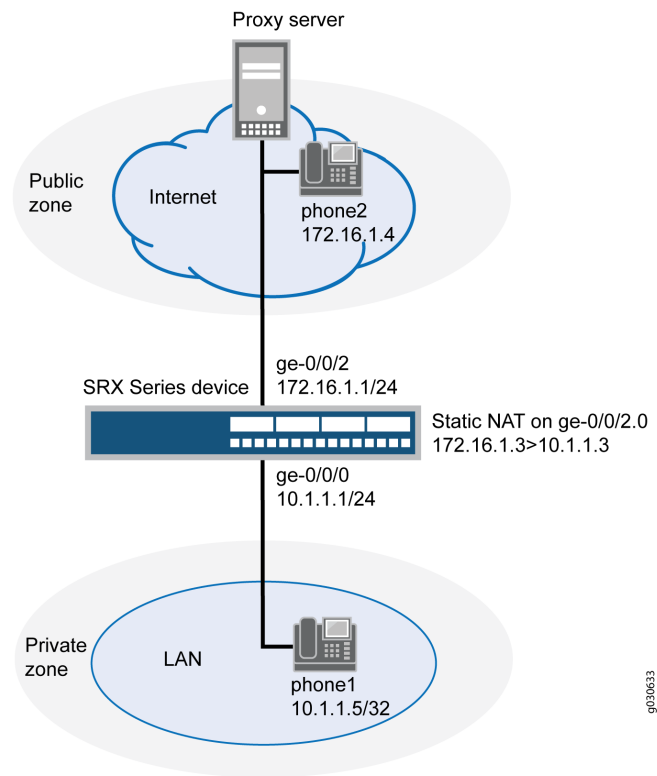 Proxy server
Public
zone
Internet
phone2
172.16.1.4
ge-0/0/2
172.16.1.1/24
SRX Series device
Static NAT on ge-0/0/2.0
172.16.1.3>10.1.1.3
ge-0/0/0
10.1.1.1/24
Private
zone
LAN
phone1
10.1.1.5/32
g030633